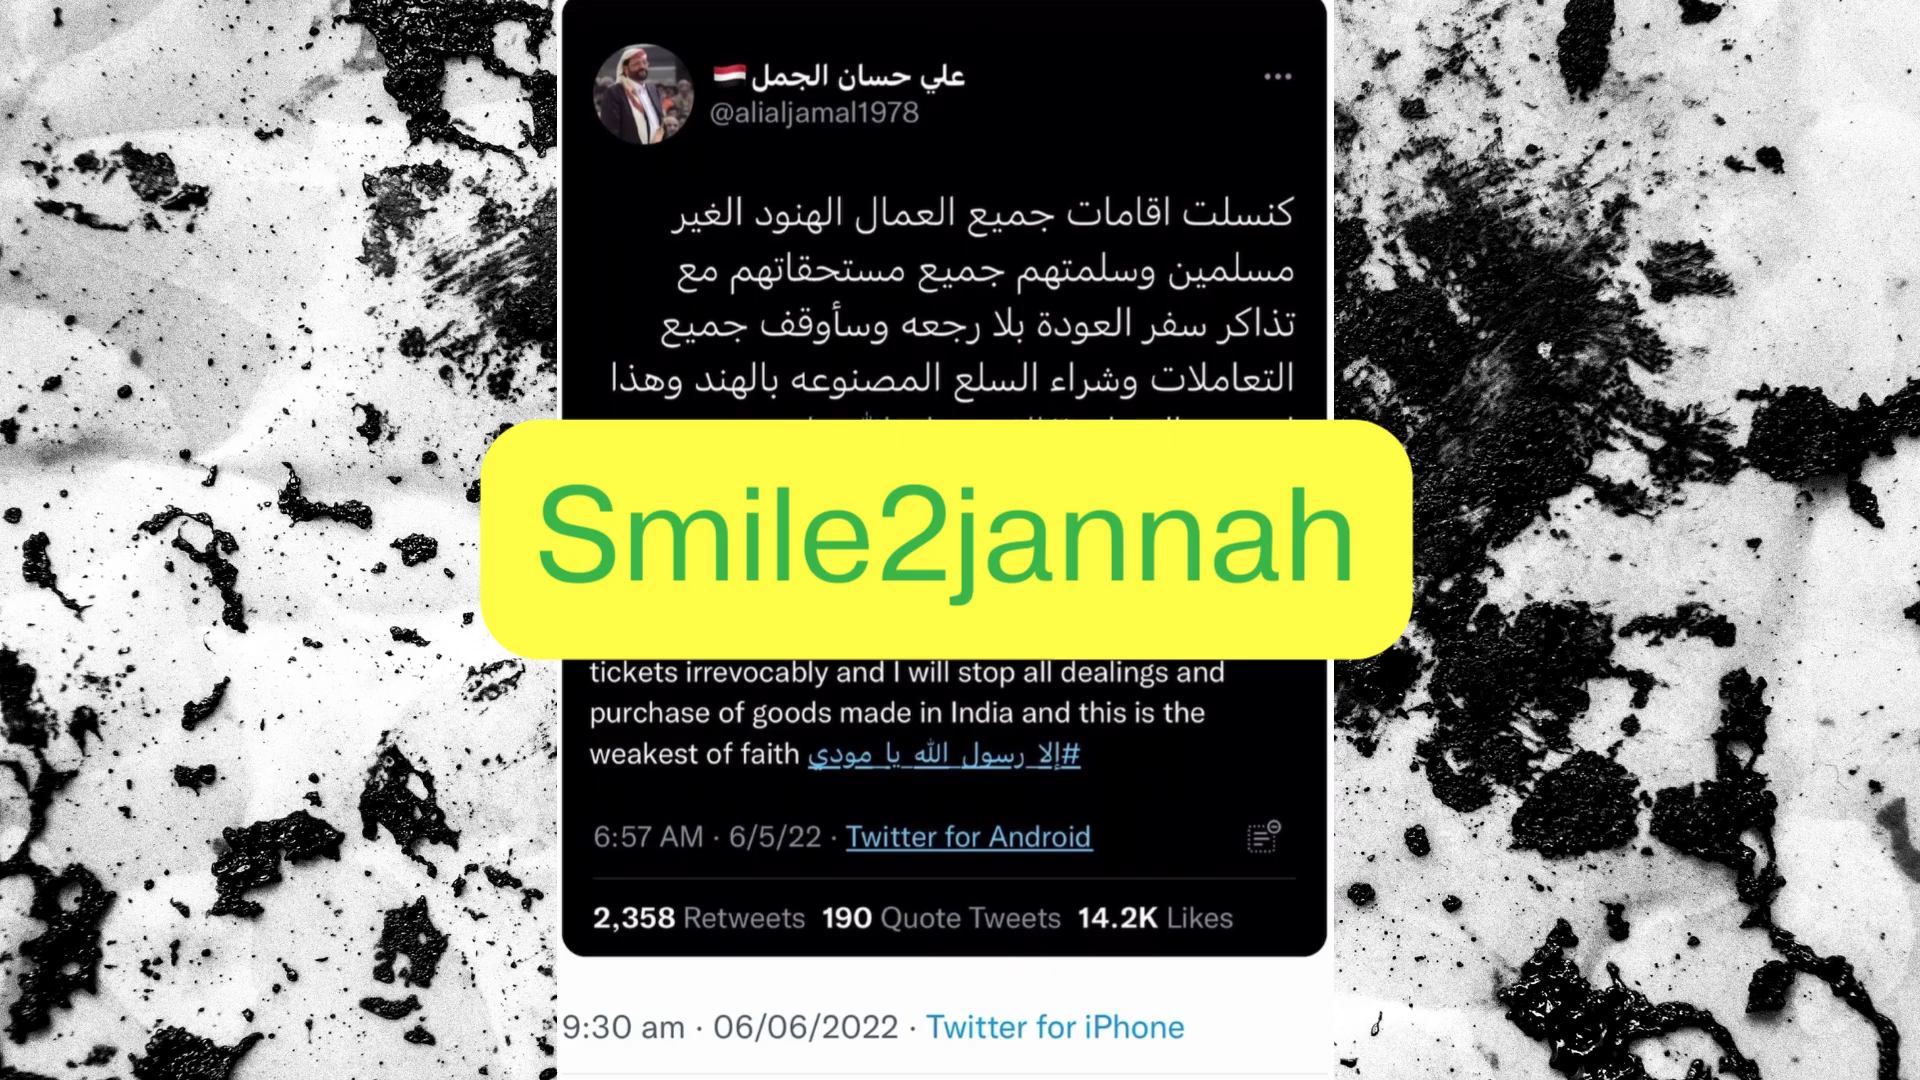 علي حسان الجمل
@alialjamal1978
كنسلت اقامات جميع العمال الهنود الغير
مسلمين وسلمتهم جميع مستحقاتهم مع
تذاكر سفر العودة بلا رجعه وسأوقف جميع
التعاملات وشراء السلع المصنوعه بالهند وهذا
Smile2jannah
tickets irrevocably and I will stop all dealings and
purchase of goods made in India and this is the
weakest of faith #إلا_رسول_الله_يا_مودي
6:57 AM · 6/5/22 · Twitter for Android
2,358 Retweets 190 Quote Tweets 14.2K Likes
9:30 am · 06/06/2022 · Twitter for iPhone